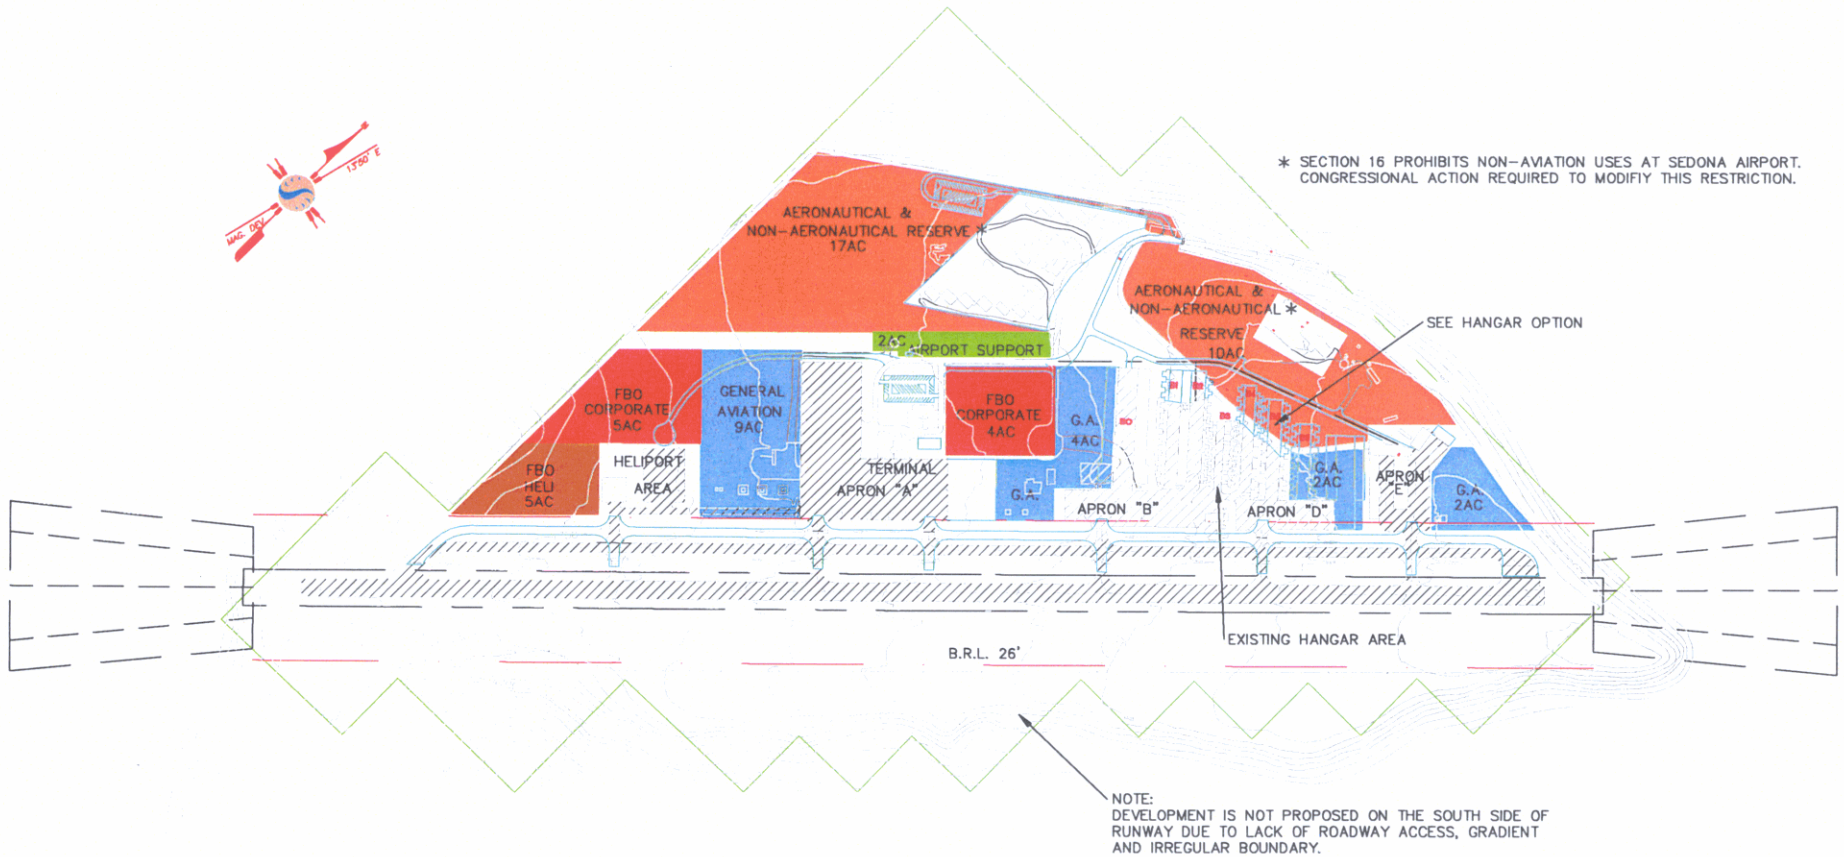 * SECTION 16 PROHIBITS NON-AVIATION USES AT SEDONA AIRPORT.
CONGRESSIONAL ACTION REQUIRED TO MODIFIY THIS RESTRICTION.
13°50' E
MAG. DEV.
AERONAUTICAL &
NON-AERONAUTICAL RESERVE *
17AC
AERONAUTICAL &
NON-AERONAUTICAL *
RESERVE
10AC
SEE HANGAR OPTION
2AC
AIRPORT SUPPORT
FBO
CORPORATE
5AC
GENERAL
AVIATION
9AC
FBO
CORPORATE
4AC
G.A.
4AC
FBO
HELI
5AC
HELIPORT
AREA
TERMINAL
APRON "A"
G.A.
APRON "B"
APRON "D"
G.A.
2AC
APRON
"E"
G.A.
2AC
EXISTING HANGAR AREA
B.R.L. 26'
NOTE:
DEVELOPMENT IS NOT PROPOSED ON THE SOUTH SIDE OF
RUNWAY DUE TO LACK OF ROADWAY ACCESS, GRADIENT
AND IRREGULAR BOUNDARY.